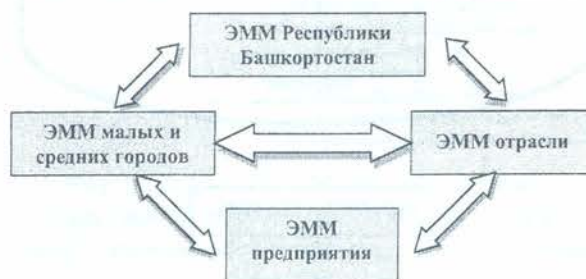 ЭММ Республики
Башкортостан
ЭММ малых и
средних городов
ЭММ отрасли
ЭММ
предприятия